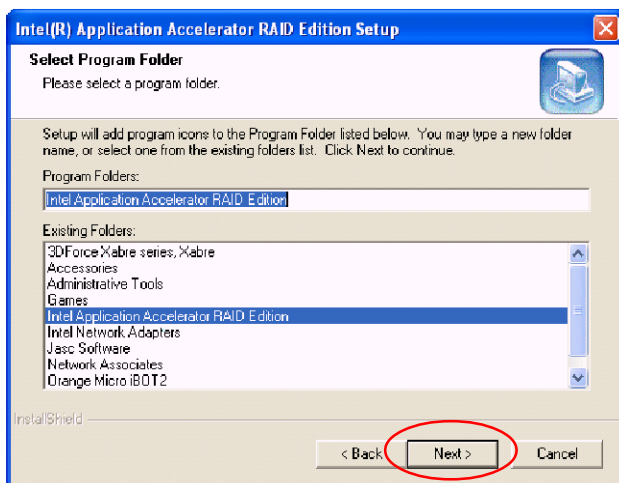 Intel(R) Application Accelerator RAID Edition Setup
Select Program Folder
Please select a program folder.
Setup will add program icons to the Program Folder listed below. You may type a new folder
name, or select one from the existing folders list. Click Next to continue.
Program Folders:
Intel Application Accelerator RAID Edition
Existing Folders:
3DForce Xabre series, Xabre
Accessories
Administrative Tools
Games
Intel Application Accelerator RAID Edition
Intel Network Adapters
Jasc Software
Network Associates
Orange Micro iBOT2
InstallShield
< Back
Next >
Cancel